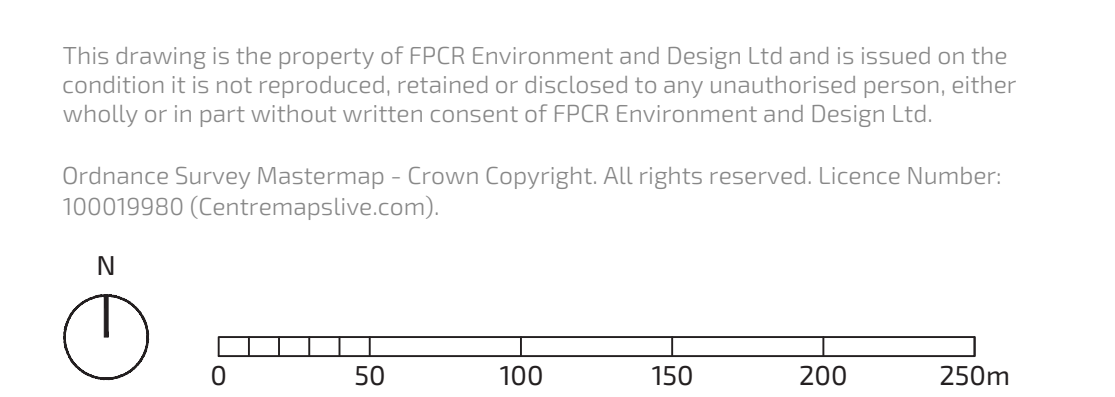 This drawing is the property of FPCR Environment and Design Ltd and is issued on the
condition it is not reproduced, retained or disclosed to any unauthorised person, either
wholly or in part without written consent of FPCR Environment and Design Ltd.
Ordnance Survey Mastermap - Crown Copyright. All rights reserved. Licence Number:
100019980 (Centremapslive.com).
N
0 50 100 150 200 250m